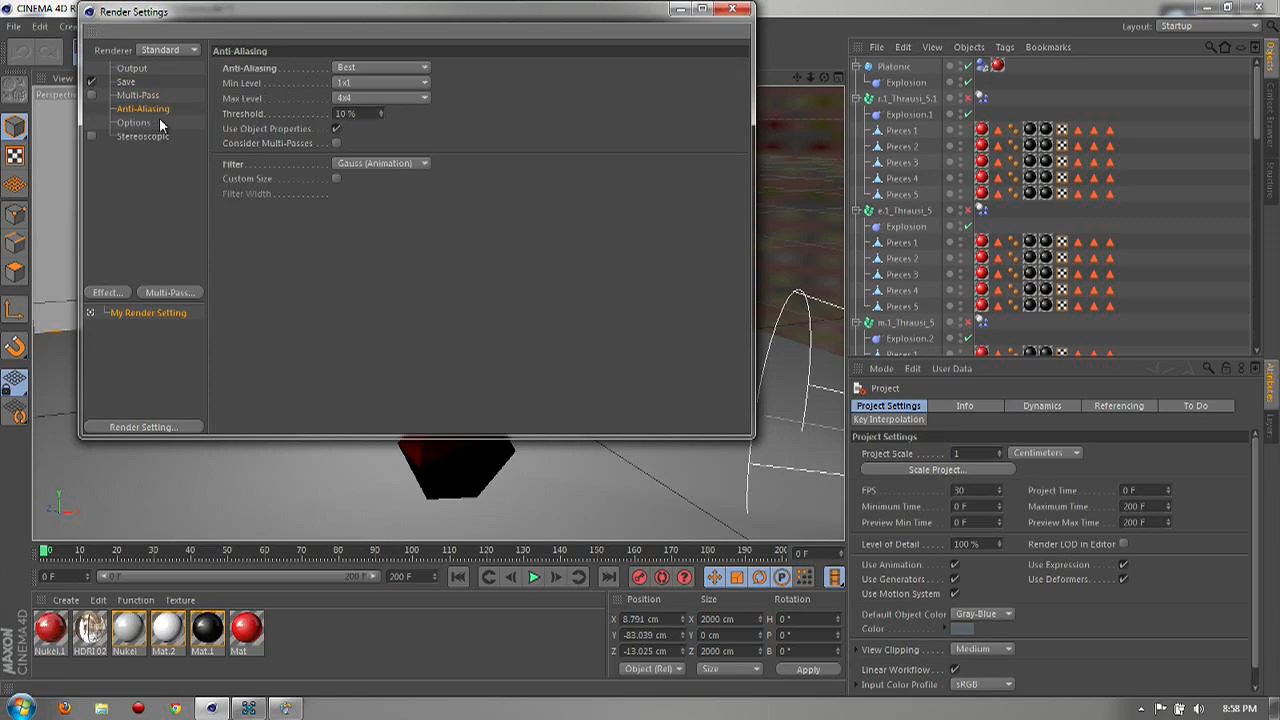 CINEMA 4D R
Render Settings
Layout: Startup
File Edit Cre
File Edit View Objects Tags Bookmarks
Renderer Standard
Output
Save
Multi-Pass
Anti-Aliasing
Options
Stereoscopic
Effect... Multi-Pass...
My Render Setting
Render Setting...
Anti-Aliasing
Anti-Aliasing Best
Min Level 1x1
Max Level 4x4
Threshold 10 %
Use Object Properties
Consider Multi-Passes
Filter Gauss (Animation)
Custom Size
Filter Width
View
Perspecti
Platonic
Explosion
r.1_Thrausi_5.1
Explosion.1
Pieces 1
Pieces 2
Pieces 3
Pieces 4
Pieces 5
e.1_Thrausi_5
Explosion
Pieces 1
Pieces 2
Pieces 3
Pieces 4
Pieces 5
m.1_Thrausi_5
Explosion.2
Pieces 1
Objects
Content Browser
Structure
Mode Edit User Data
Project
Project Settings Info Dynamics Referencing To Do
Key Interpolation
Project Settings
Project Scale 1 Centimeters
Scale Project...
FPS 30 Project Time 0 F
Minimum Time 0 F Maximum Time 200 F
Preview Min Time 0 F Preview Max Time 200 F
Level of Detail 100 % Render LOD in Editor
Use Animation Use Expression
Use Generators Use Deformers
Use Motion System
Default Object Color Gray-Blue
Color
View Clipping Medium
Linear Workflow
Input Color Profile sRGB
Attributes
Layers
Y
Z X
0 10 20 30 40 50 60 70 80 90 100 110 120 130 140 150 160 170 180 190 20 0 F
0 F 0 F 200 F 200 F
Create Edit Function Texture
Nukei.1 HDRI 02 Nukei Mat.2 Mat.1 Mat
Position Size Rotation
X 8.791 cm X 2000 cm H 0 °
Y -83.039 cm Y 0 cm P 0 °
Z -13.025 cm Z 2000 cm B 0 °
Object (Rel) Size Apply
MAXON CINEMA 4D
8:58 PM